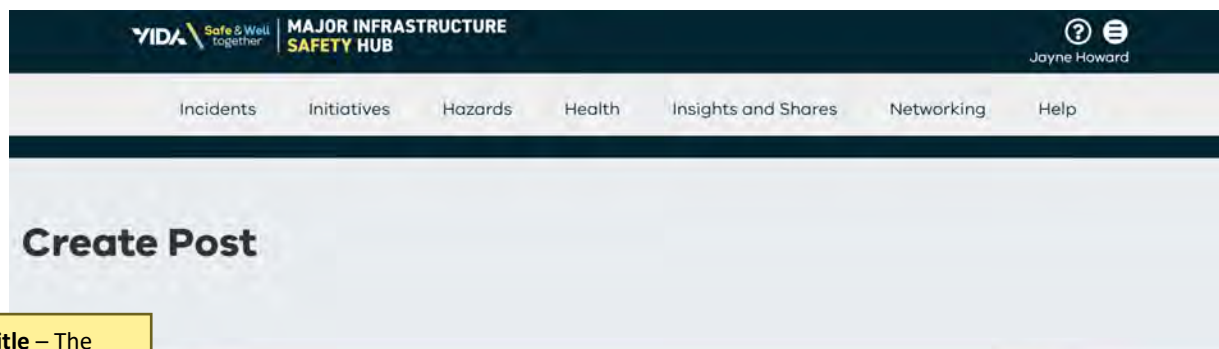 VIDA Safe & Well together MAJOR INFRASTRUCTURE SAFETY HUB
Jayne Howard
Incidents Initiatives Hazards Health Insights and Shares Networking Help
Create Post
itle – The